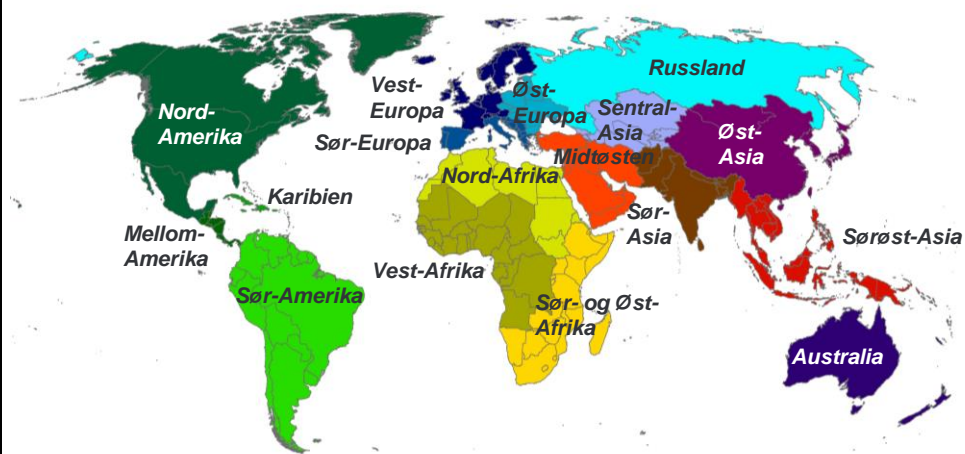 Nord-
Amerika
Vest-
Europa
Øst-
Europa
Russland
Sentral-
Asia
Øst-
Asia
Sør-Europa
Midtøsten
Nord-Afrika
Karibien
Sør-
Asia
Mellom-
Amerika
Sørøst-Asia
Vest-Afrika
Sør-Amerika
Sør- og Øst-
Afrika
Australia